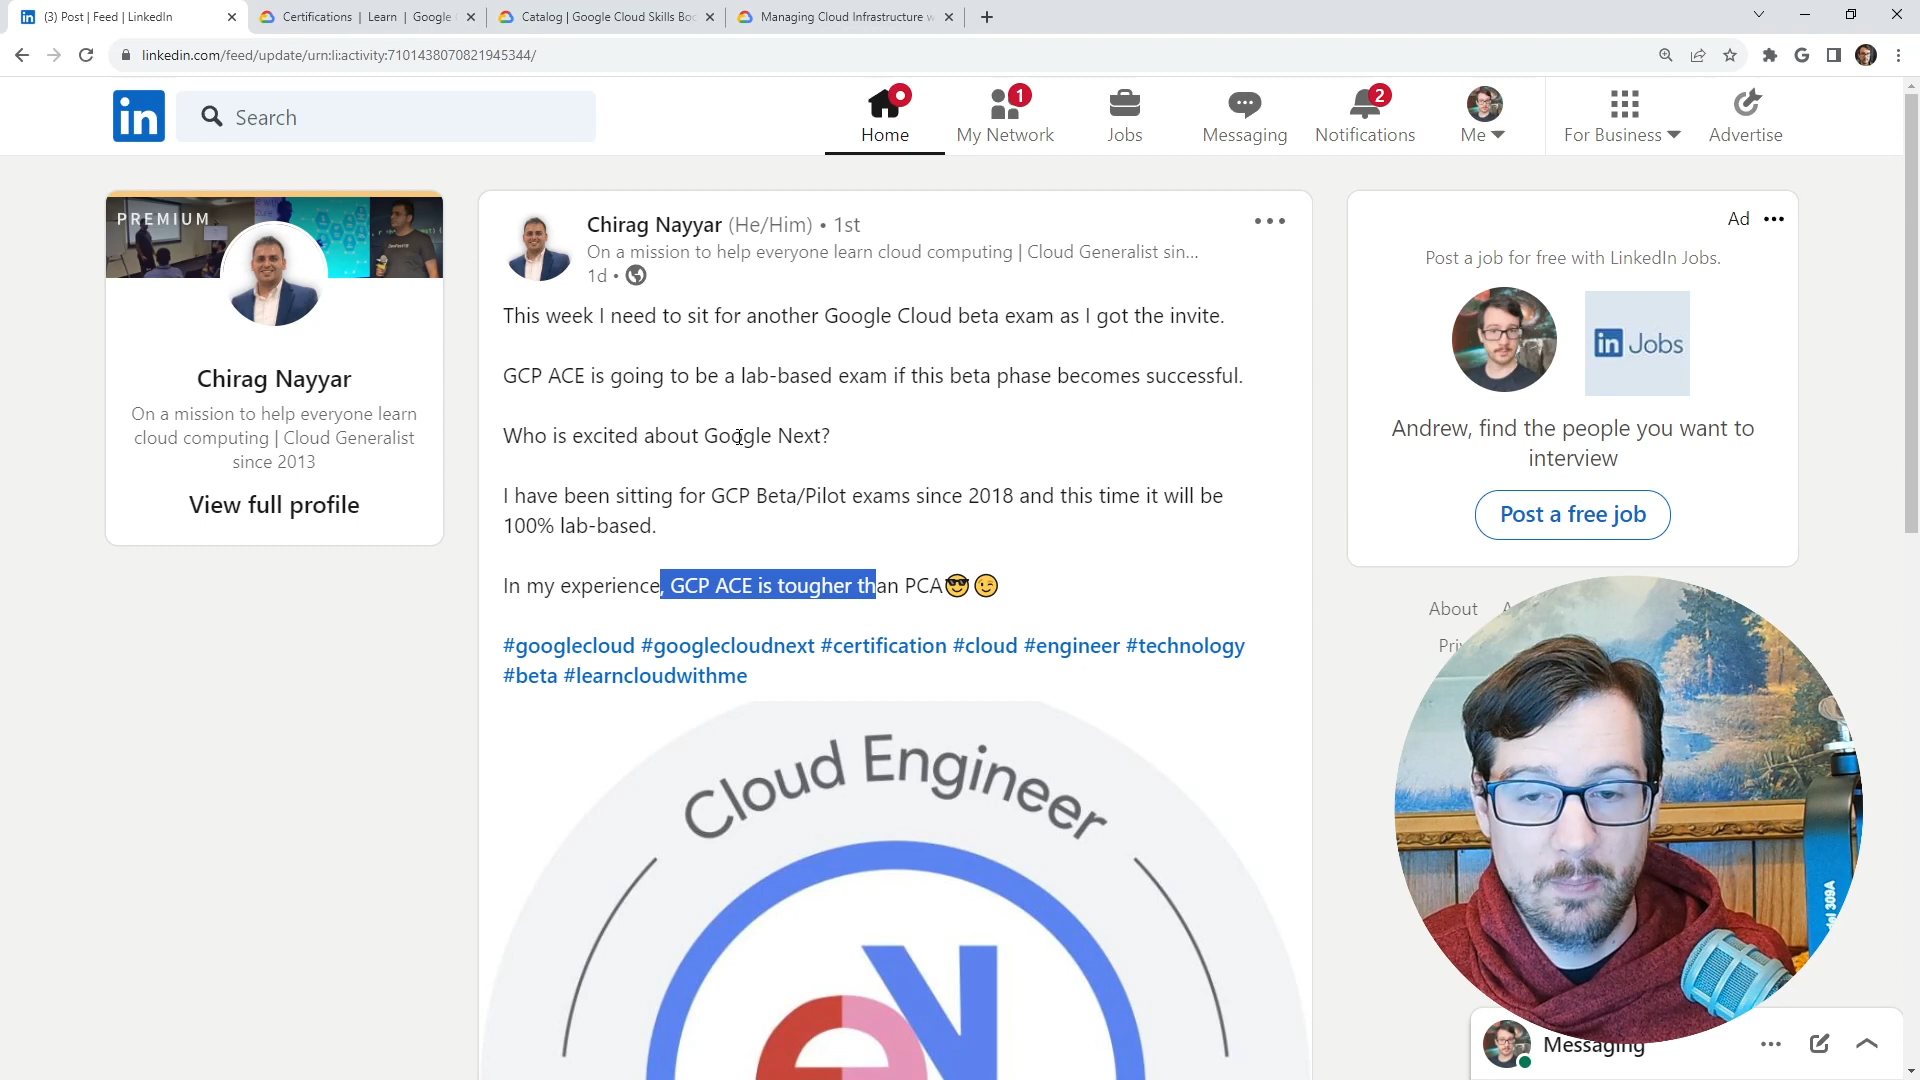 (3) Post | Feed | LinkedIn
Certifications | Learn | Google
Catalog | Google Cloud Skills Boo
Managing Cloud Infrastructure w
linkedin.com/feed/update/urn:li:activity:7101438070821945344/
in
Search
Home
1
My Network
Jobs
Messaging
2
Notifications
Me
For Business
Advertise
PREMIUM
Chirag Nayyar
On a mission to help everyone learn
cloud computing | Cloud Generalist
since 2013
View full profile
Chirag Nayyar (He/Him) • 1st
On a mission to help everyone learn cloud computing | Cloud Generalist sin...
1d •
This week I need to sit for another Google Cloud beta exam as I got the invite.
GCP ACE is going to be a lab-based exam if this beta phase becomes successful.
Who is excited about Google Next?
I have been sitting for GCP Beta/Pilot exams since 2018 and this time it will be
100% lab-based.
In my experience, GCP ACE is tougher than PCA😎😉
#googlecloud #googlecloudnext #certification #cloud #engineer #technology
#beta #learncloudwithme
Cloud Engineer
Ad
Post a job for free with LinkedIn Jobs.
in Jobs
Andrew, find the people you want to
interview
Post a free job
About
Messaging